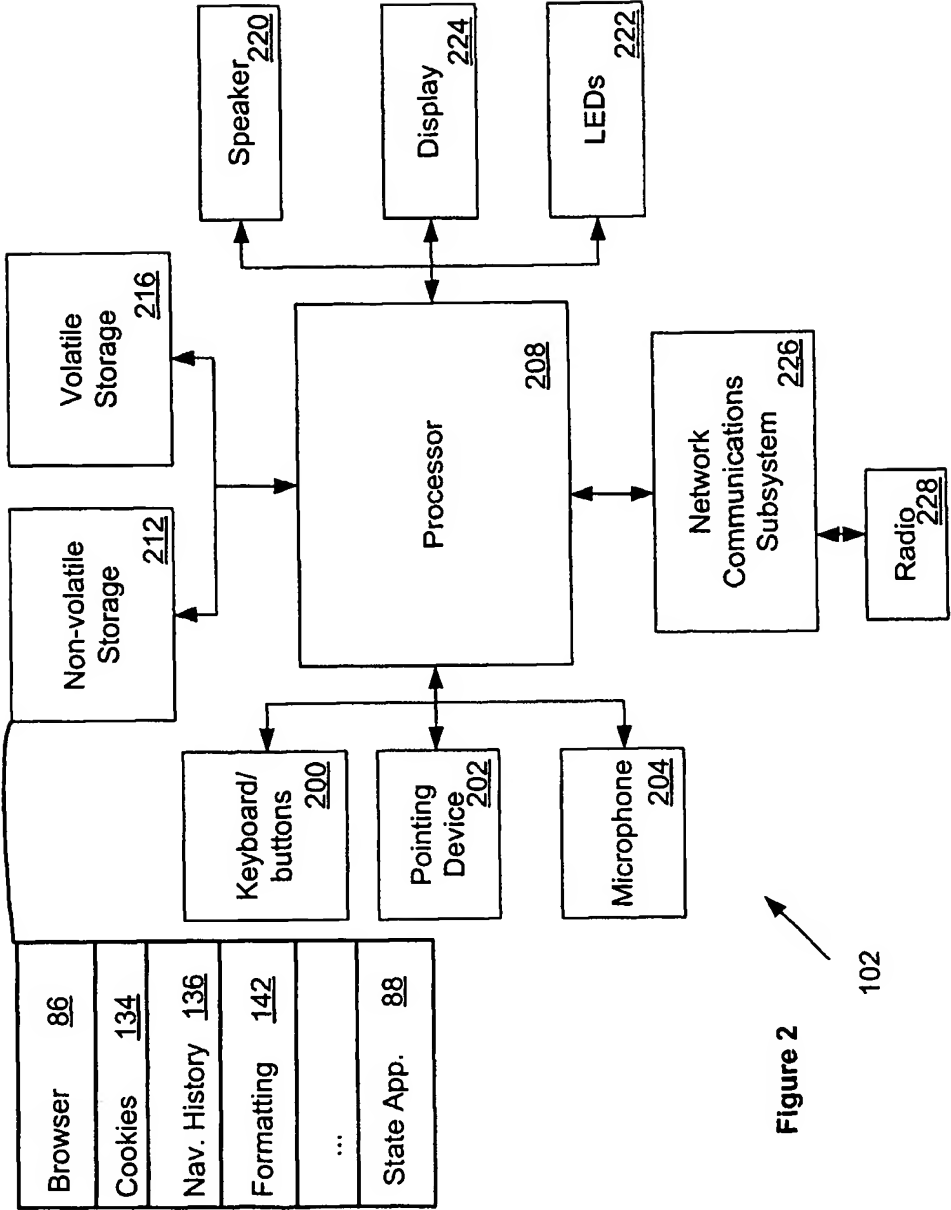 Browser 86
Cookies 134
Nav. History 136
Formatting 142
...
State App. 88
Non-volatile
Storage
212
Volatile
Storage
216
Keyboard/
buttons
200
Pointing
Device
202
Microphone
204
Processor
208
Speaker
220
Display
224
LEDs
222
Network
Communications
Subsystem
226
Radio
228
102
Figure 2